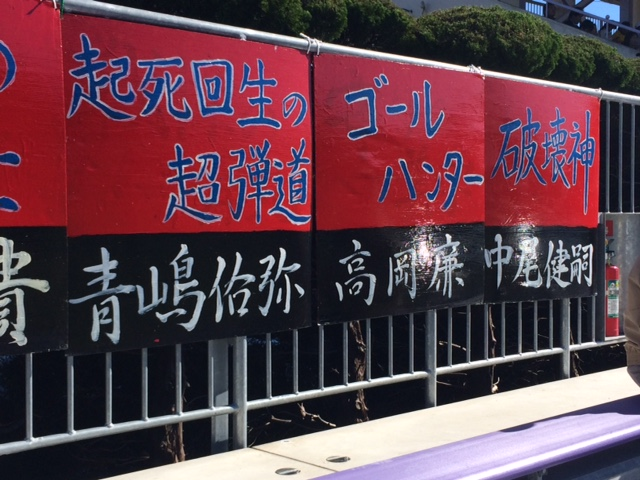 起死回生の
超弾道
青嶋佑弥
ゴール
ハンター
高岡廉
破壊神
中尾健嗣